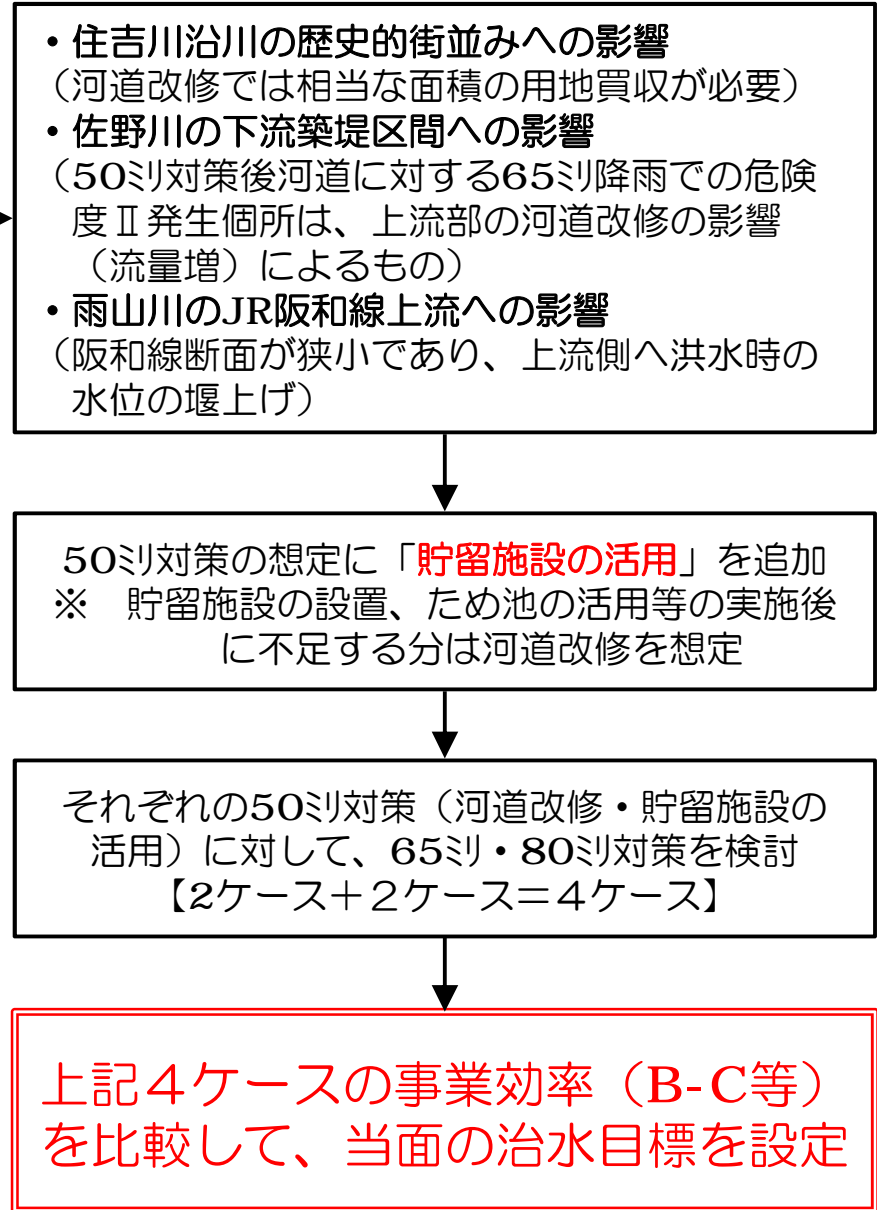 ・住吉川沿川の歴史的街並みへの影響
（河道改修では相当な面積の用地買収が必要）
・佐野川の下流築堤区間への影響
（50ﾐﾘ対策後河道に対する65ﾐﾘ降雨での危険
度Ⅱ発生個所は、上流部の河道改修の影響
（流量増）によるもの）
・雨山川のJR阪和線上流への影響
（阪和線断面が狭小であり、上流側へ洪水時の
水位の堰上げ）
50ﾐﾘ対策の想定に「貯留施設の活用」を追加
※　貯留施設の設置、ため池の活用等の実施後
に不足する分は河道改修を想定
それぞれの50ﾐﾘ対策（河道改修・貯留施設の
活用）に対して、65ﾐﾘ・80ﾐﾘ対策を検討
【2ケース＋２ケース＝４ケース】
上記４ケースの事業効率（B-C等）
を比較して、当面の治水目標を設定